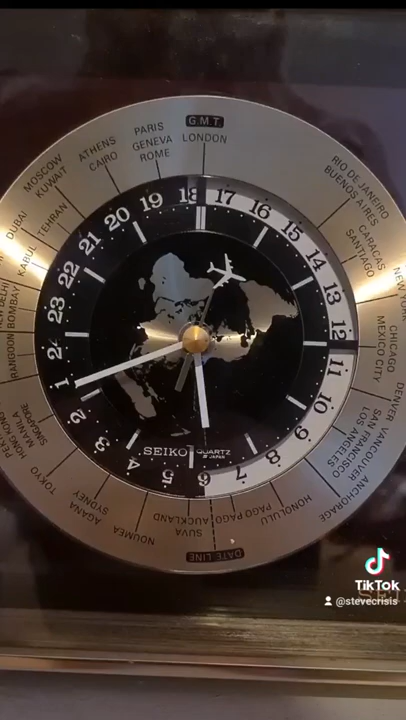 G.M.T.
LONDON
PARIS
GENEVA
ROME
ATHENS
CAIRO
MOSCOW
KUWAIT
TEHRAN
DUBAI
KABUL
BOMBAY
RANGOON
SINGAPORE
MANILA
HONG KONG
TOKYO
SYDNEY
AGANA
NOUMEA
SUVA
AUCKLAND
DATE LINE
PAGO PAGO
HONOLULU
ANCHORAGE
VANCOUVER
SAN FRANCISCO
LOS ANGELES
DENVER
CHICAGO
MEXICO CITY
NEW YORK
CARACAS
SANTIAGO
RIO DE JANEIRO
BUENOS AIRES
18 17 16 15 14 13 12 11 10 9 8 7 6 5 4 3 2 1 24 23 22 21 20 19
SEIKO QUARTZ
JAPAN
TikTok
@stevecrisis